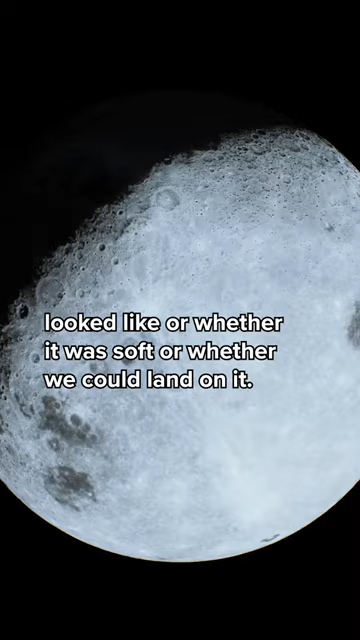 looked like or whether
it was soft or whether
we could land on it.